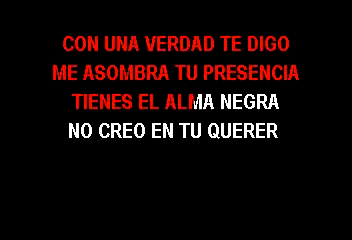 CON UNA VERDAD TE DIGO
ME ASOMBRA TU PRESENCIA
TIENES EL ALMA NEGRA
NO CREO EN TU QUERER